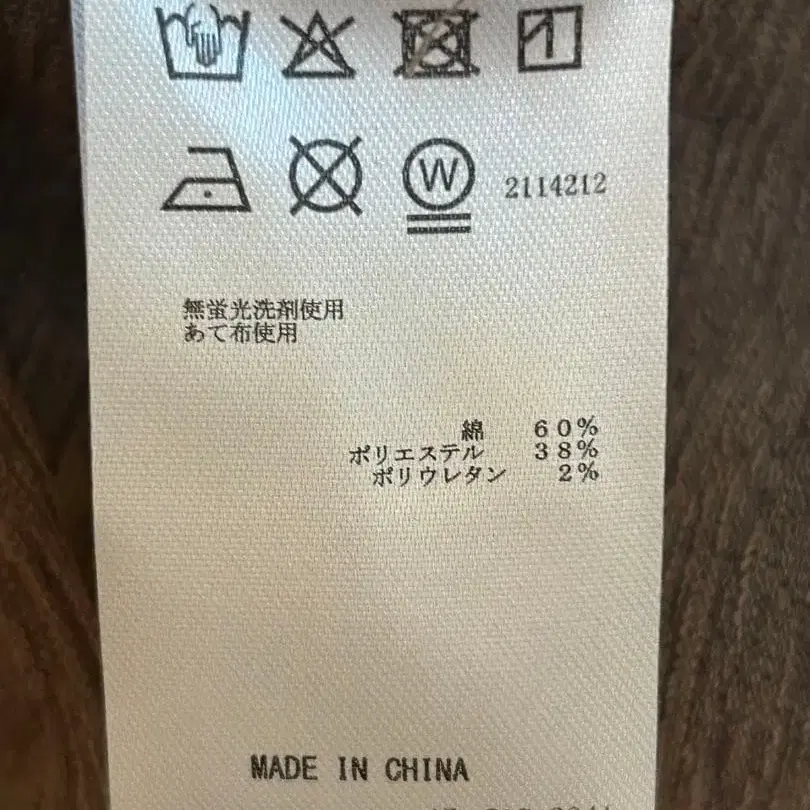 W
2114212
無蛍光洗剤使用
あて布使用
綿 60%
ポリエステル 38%
ポリウレタン 2%
MADE IN CHINA